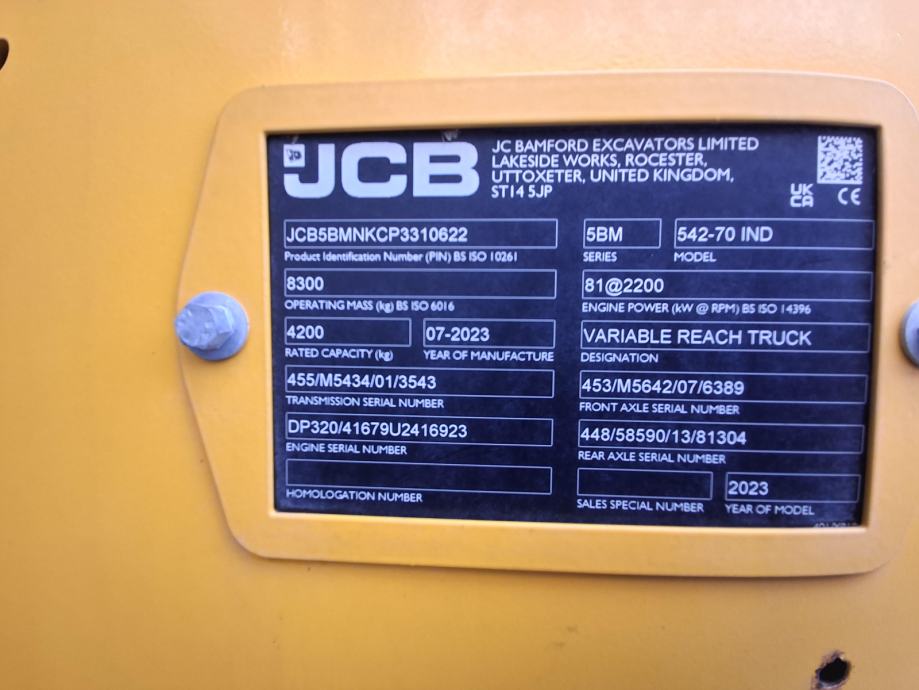 JCB
JC BAMFORD EXCAVATORS LIMITED
LAKESIDE WORKS, ROCESTER,
UTTOXETER, UNITED KINGDOM,
ST14 5JP
UK
CA
CE
JCB5BMNKCP3310622
Product Identification Number (PIN) BS ISO 10261
5BM
SERIES
542-70 IND
MODEL
8300
OPERATING MASS (kg) BS ISO 6016
81@2200
ENGINE POWER (kW @ RPM) BS ISO 14396
4200
RATED CAPACITY (kg)
07-2023
YEAR OF MANUFACTURE
VARIABLE REACH TRUCK
DESIGNATION
455/M5434/01/3543
TRANSMISSION SERIAL NUMBER
453/M5642/07/6389
FRONT AXLE SERIAL NUMBER
DP320/41679U2416923
ENGINE SERIAL NUMBER
448/58590/13/81304
REAR AXLE SERIAL NUMBER
HOMOLOGATION NUMBER
SALES SPECIAL NUMBER
2023
YEAR OF MODEL